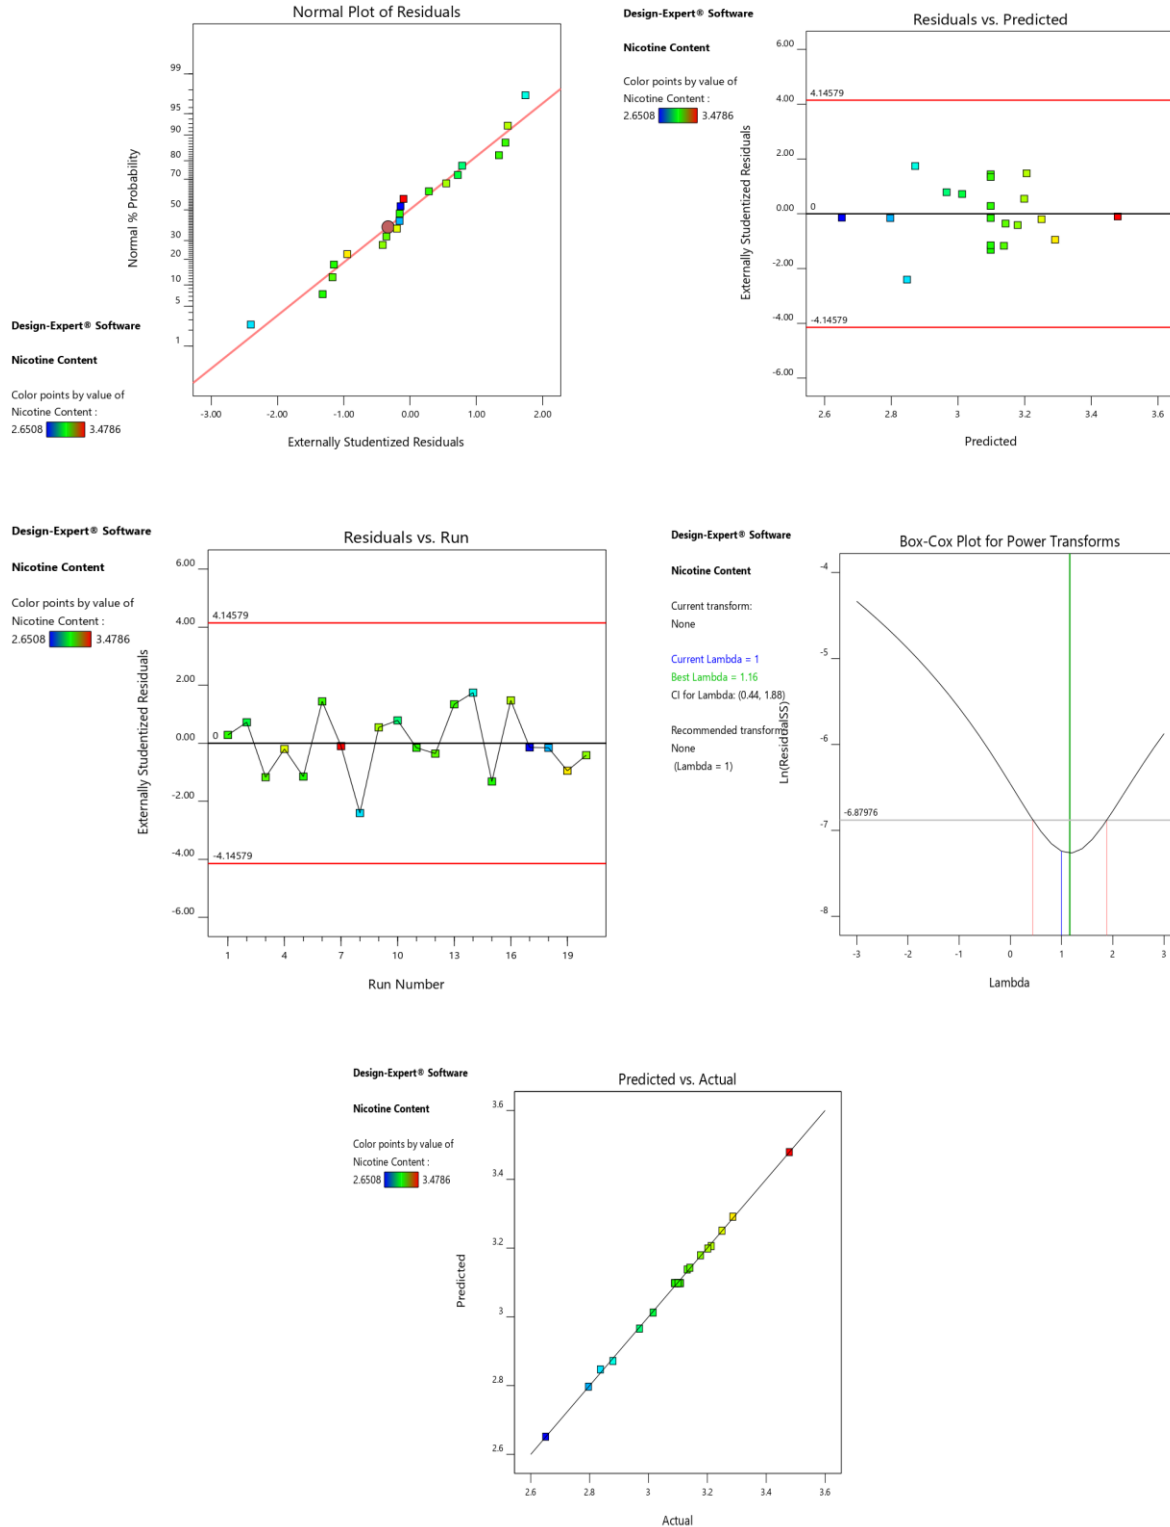 Normal Plot of Residuals
Normal % Probability
99
95
90
80
70
50
30
20
10
5
1
-3.00 -2.00 -1.00 0.00 1.00 2.00
Externally Studentized Residuals
Design-Expert® Software
Nicotine Content
Color points by value of
Nicotine Content :
2.6508 3.4786
Design-Expert® Software
Nicotine Content
Color points by value of
Nicotine Content :
2.6508 3.4786
Residuals vs. Predicted
Externally Studentized Residuals
6.00
4.00
2.00
0.00
-2.00
-4.00
-6.00
4.14579
0
-4.14579
2.6 2.8 3 3.2 3.4 3.6
Predicted
Design-Expert® Software
Nicotine Content
Color points by value of
Nicotine Content :
2.6508 3.4786
Residuals vs. Run
Externally Studentized Residuals
6.00
4.00
2.00
0.00
-2.00
-4.00
-6.00
4.14579
0
-4.14579
1 4 7 10 13 16 19
Run Number
Design-Expert® Software
Nicotine Content
Current transform:
None
Current Lambda = 1
Best Lambda = 1.16
CI for Lambda: (0.44, 1.88)
Recommended transform:
None
(Lambda = 1)
Box-Cox Plot for Power Transforms
Ln(ResidualSS)
-4
-5
-6
-7
-8
-6.87976
-3 -2 -1 0 1 2 3
Lambda
Design-Expert® Software
Nicotine Content
Color points by value of
Nicotine Content :
2.6508 3.4786
Predicted vs. Actual
Predicted
3.6
3.4
3.2
3
2.8
2.6
2.6 2.8 3 3.2 3.4 3.6
Actual